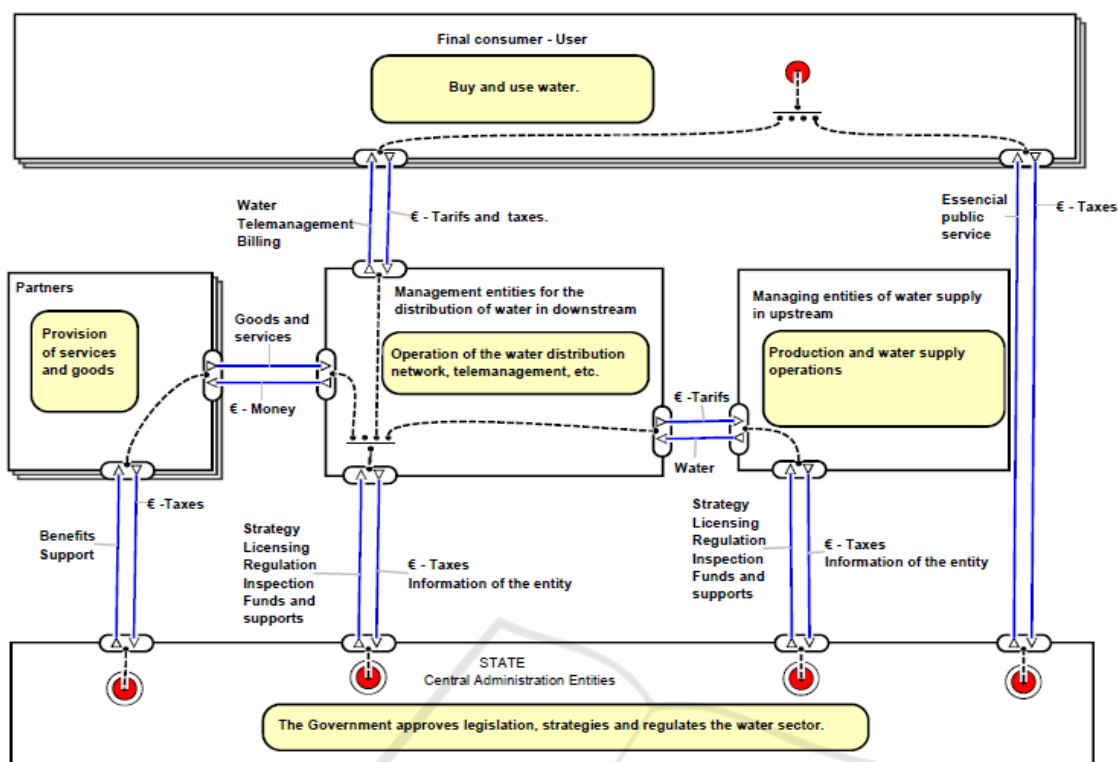 Final consumer - User
Buy and use water.
Water
Telemanagement
Billing
€ - Tarifs and taxes.
Essencial
public
service
€ - Taxes
Partners
Provision
of services
and goods
Goods and
services
€ - Money
Management entities for the
distribution of water in downstream
Operation of the water distribution
network, telemanagement, etc.
€ -Tarifs
Water
Managing entities of water supply
in upstream
Production and water supply
operations
Benefits
Support
€ -Taxes
Strategy
Licensing
Regulation
Inspection
Funds and
supports
€ - Taxes
Information of the entity
Strategy
Licensing
Regulation
Inspection
Funds and
supports
€ - Taxes
Information of the entity
STATE
Central Administration Entities
The Government approves legislation, strategies and regulates the water sector.